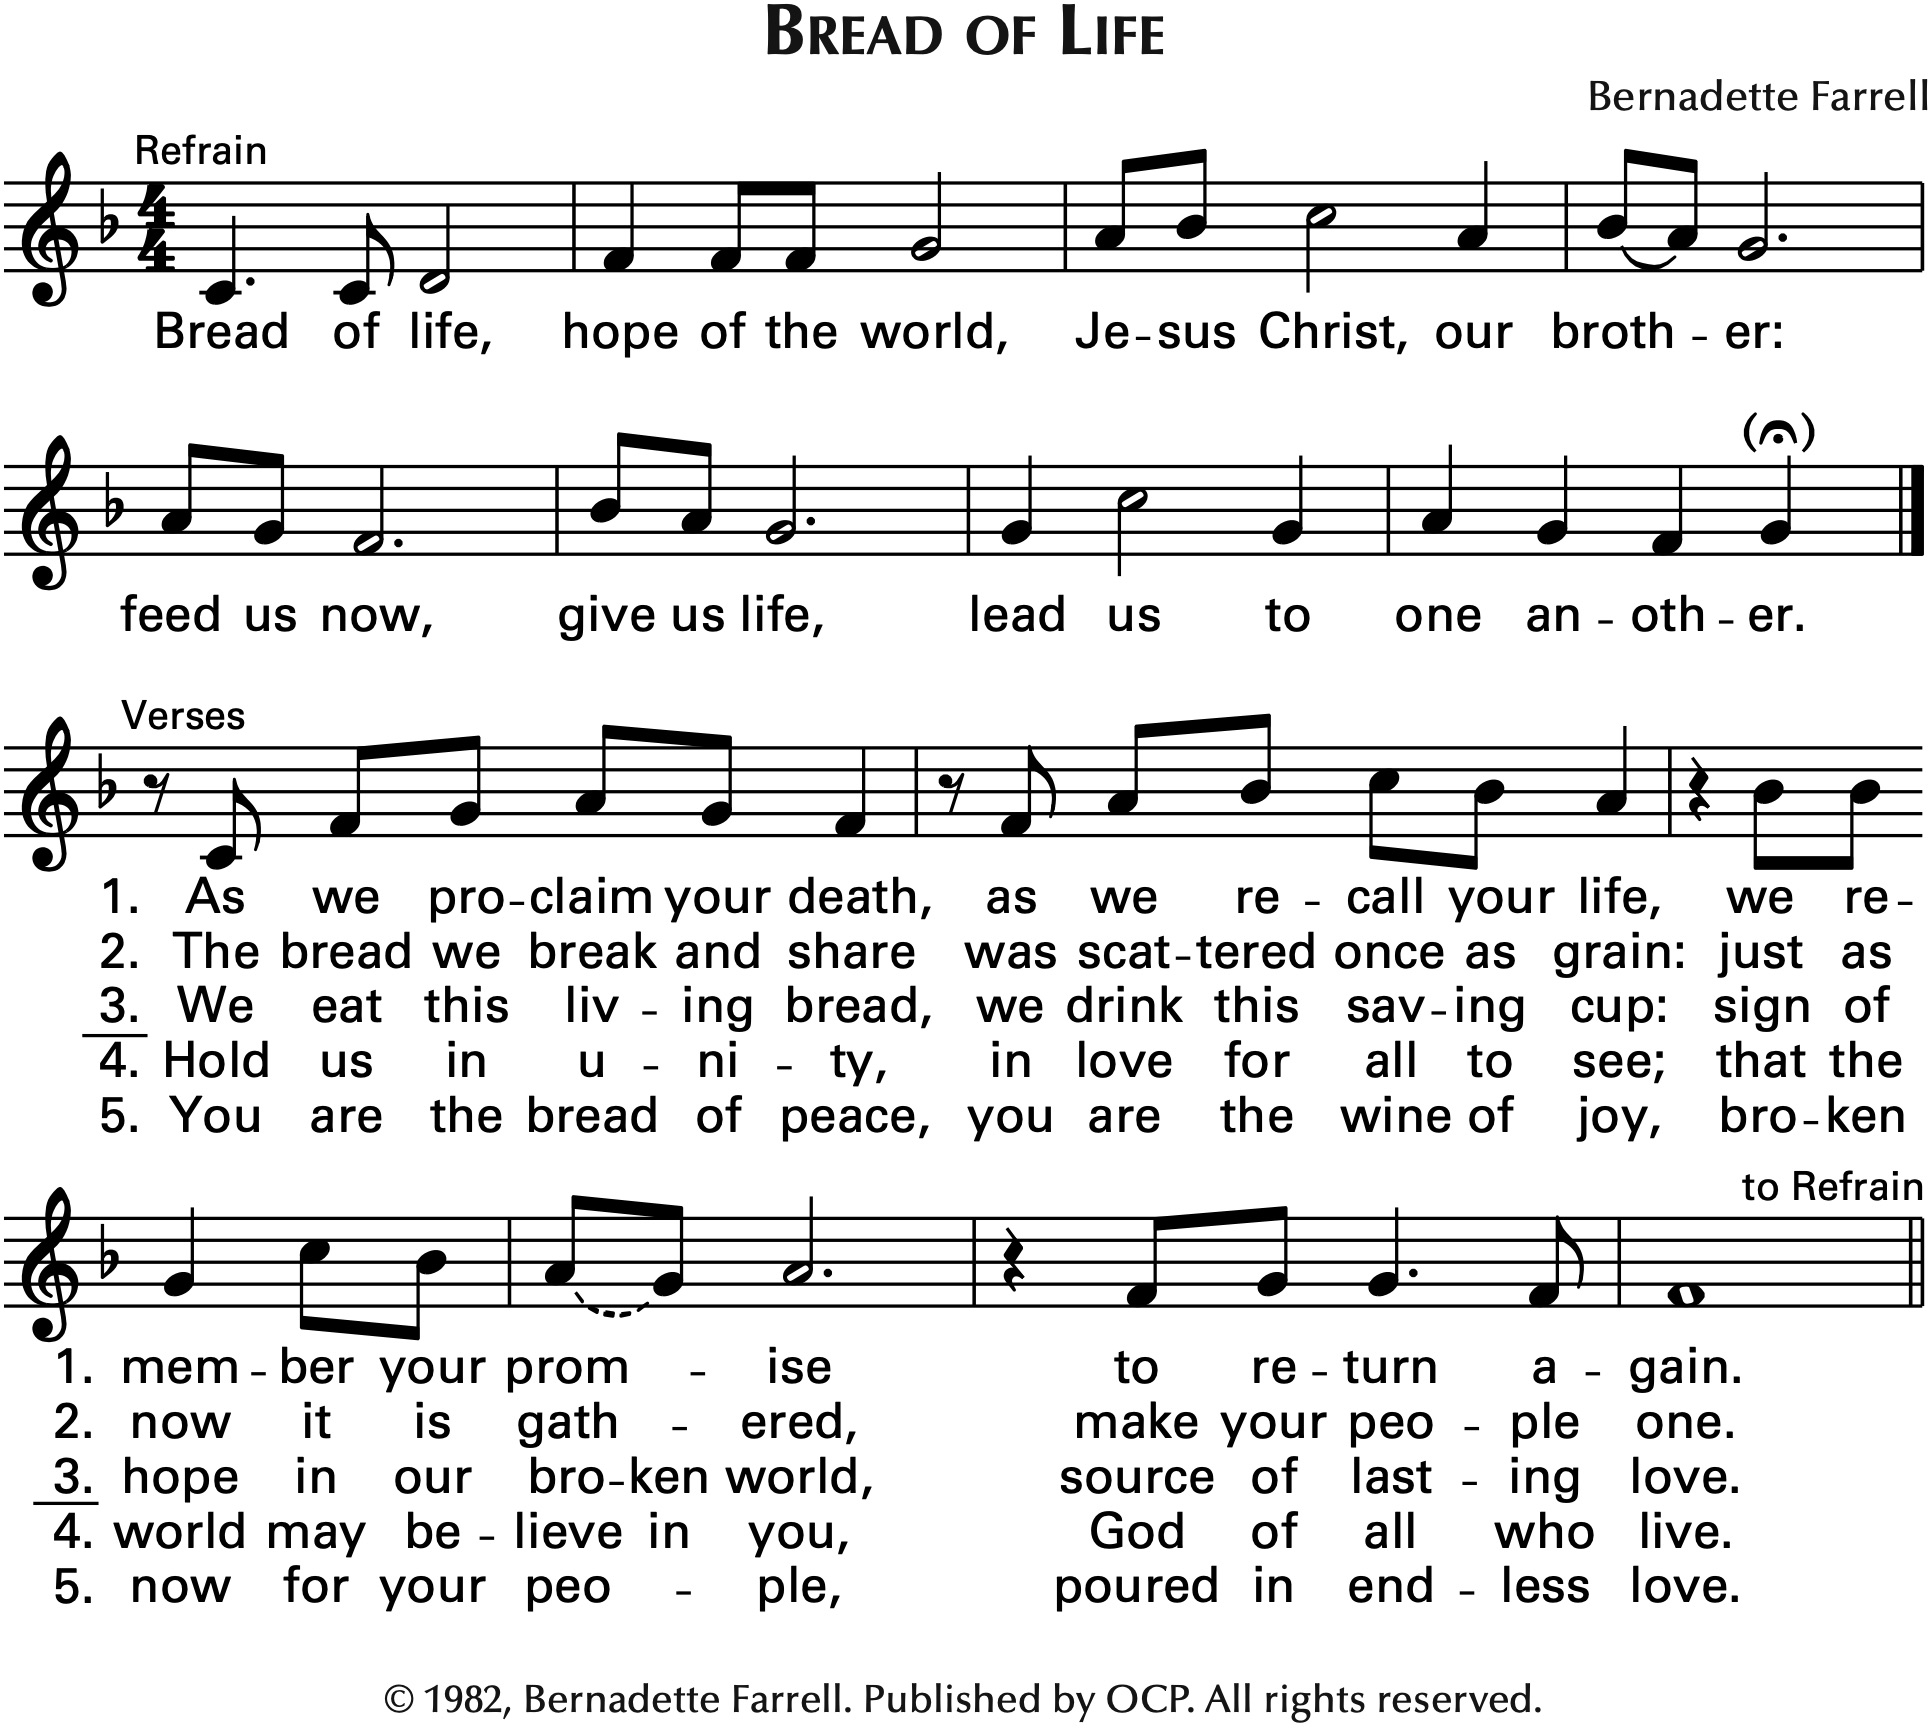 BREAD OF LIFE
Bernadette Farrell
Refrain
4
4
Bread of life, hope of the world, Je-sus Christ, our broth-er:
feed us now, give us life, lead us to one an-oth-er.
Verses
1. As we pro-claim your death, as we re-call your life, we re-
2. The bread we break and share was scat-tered once as grain: just as
3. We eat this liv-ing bread, we drink this sav-ing cup: sign of
4. Hold us in u-ni-ty, in love for all to see; that the
5. You are the bread of peace, you are the wine of joy, bro-ken
to Refrain
1. mem-ber your prom-ise to re-turn a-gain.
2. now it is gath-ered, make your peo-ple one.
3. hope in our bro-ken world, source of last-ing love.
4. world may be-lieve in you, God of all who live.
5. now for your peo-ple, poured in end-less love.
© 1982, Bernadette Farrell. Published by OCP. All rights reserved.